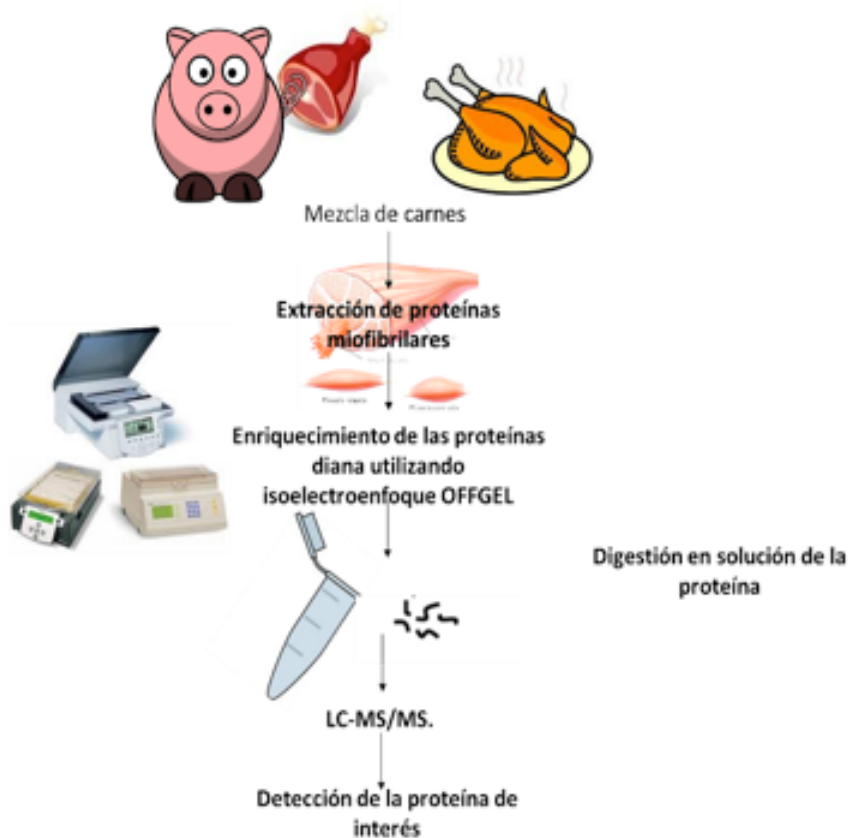 Mezcla de carnes
Extracción de proteínas
miofibrilares
Enriquecimiento de las proteínas
diana utilizando
isoelectroenfoque OFFGEL
Digestión en solución de la
proteína
LC-MS/MS.
Detección de la proteína de
interés